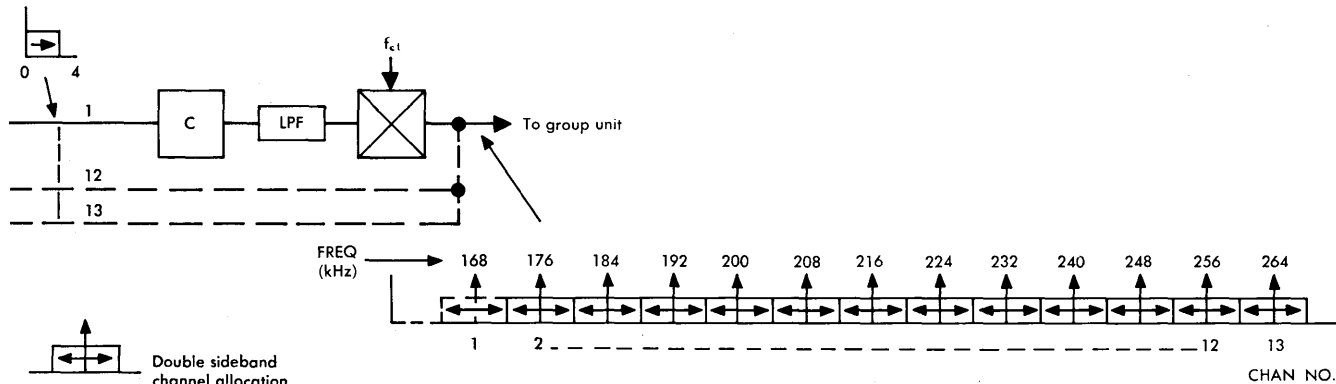 0 4
1
C
LPF
f_c1
To group unit
12
13
FREQ
(kHz)
168 176 184 192 200 208 216 224 232 240 248 256 264
1 2 12 13
CHAN NO.
Double sideband
channel allocation